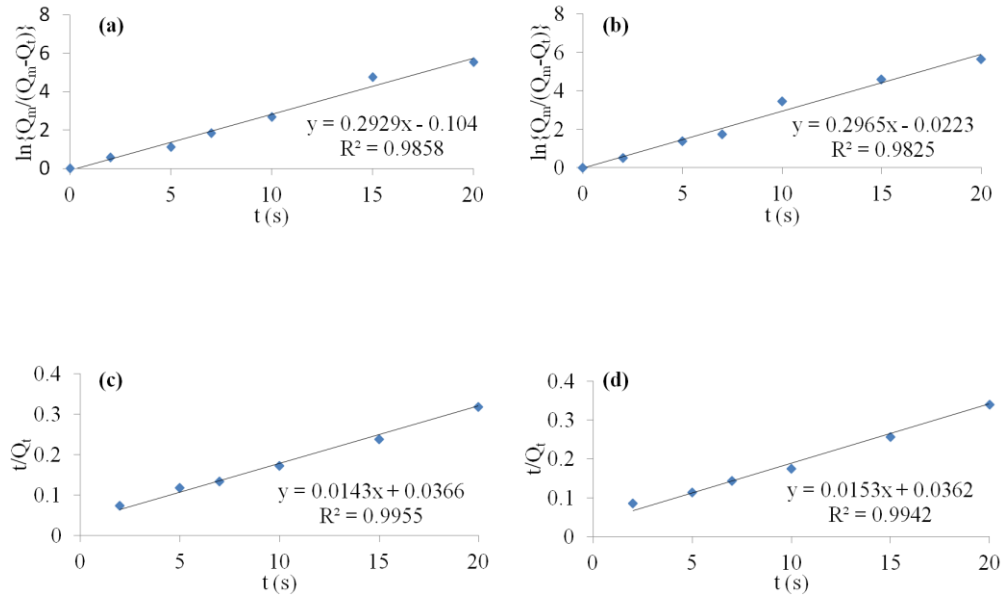 (a)
ln{Qₘ/(Qₘ-Qₜ)}
8
6
4
2
0
y = 0.2929x - 0.104
R² = 0.9858
0 5 10 15 20
t (s)
(b)
ln{Qₘ/(Qₘ-Qₜ)}
8
6
4
2
0
y = 0.2965x - 0.0223
R² = 0.9825
0 5 10 15 20
t (s)
(c)
t/Qₜ
0.4
0.3
0.2
0.1
0
y = 0.0143x + 0.0366
R² = 0.9955
0 5 10 15 20
t (s)
(d)
t/Qₜ
0.4
0.3
0.2
0.1
0
y = 0.0153x + 0.0362
R² = 0.9942
0 5 10 15 20
t (s)